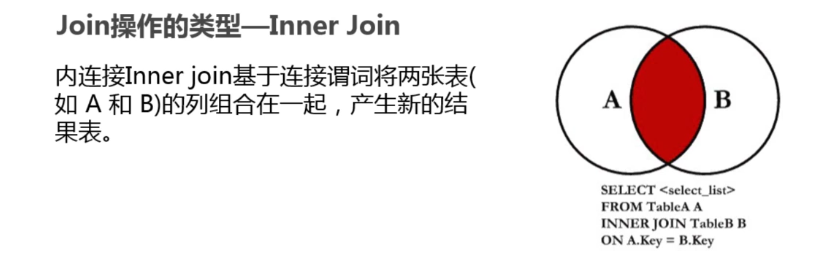 Join操作的类型—Inner Join
内连接Inner join基于连接谓词将两张表(
如 A 和 B)的列组合在一起，产生新的结
果表。
A
B
SELECT <select_list>
FROM TableA A
INNER JOIN TableB B
ON A.Key = B.Key